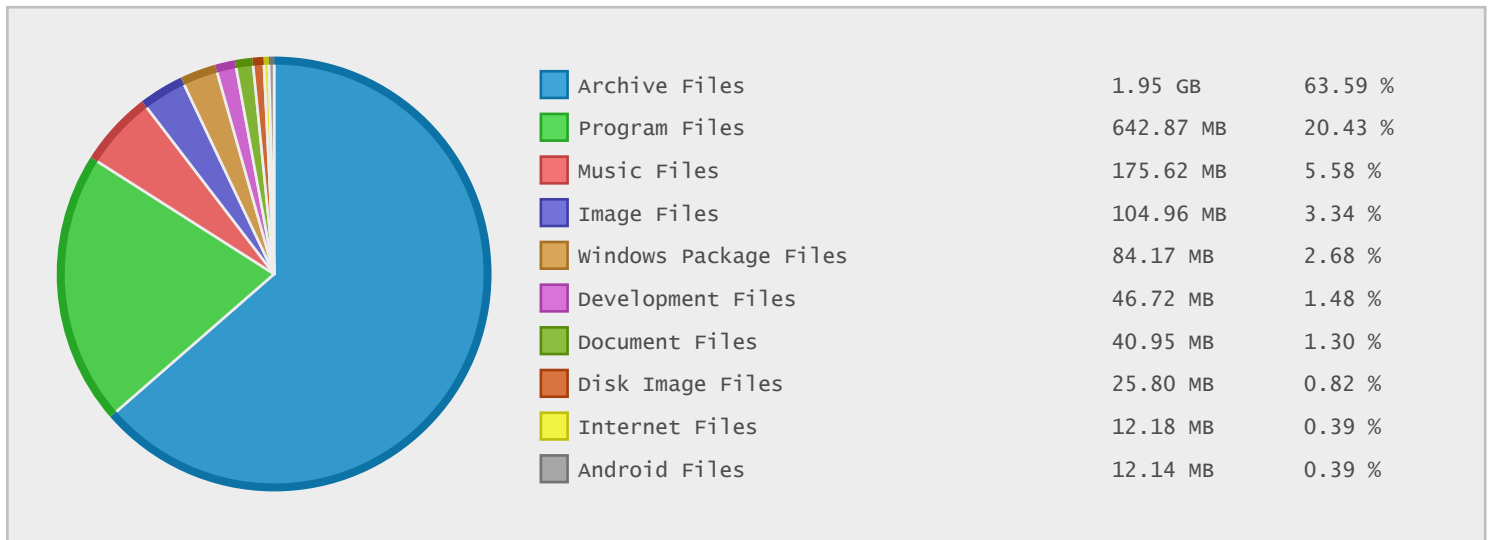 Archive Files 1.95 GB 63.59 %
Program Files 642.87 MB 20.43 %
Music Files 175.62 MB 5.58 %
Image Files 104.96 MB 3.34 %
Windows Package Files 84.17 MB 2.68 %
Development Files 46.72 MB 1.48 %
Document Files 40.95 MB 1.30 %
Disk Image Files 25.80 MB 0.82 %
Internet Files 12.18 MB 0.39 %
Android Files 12.14 MB 0.39 %